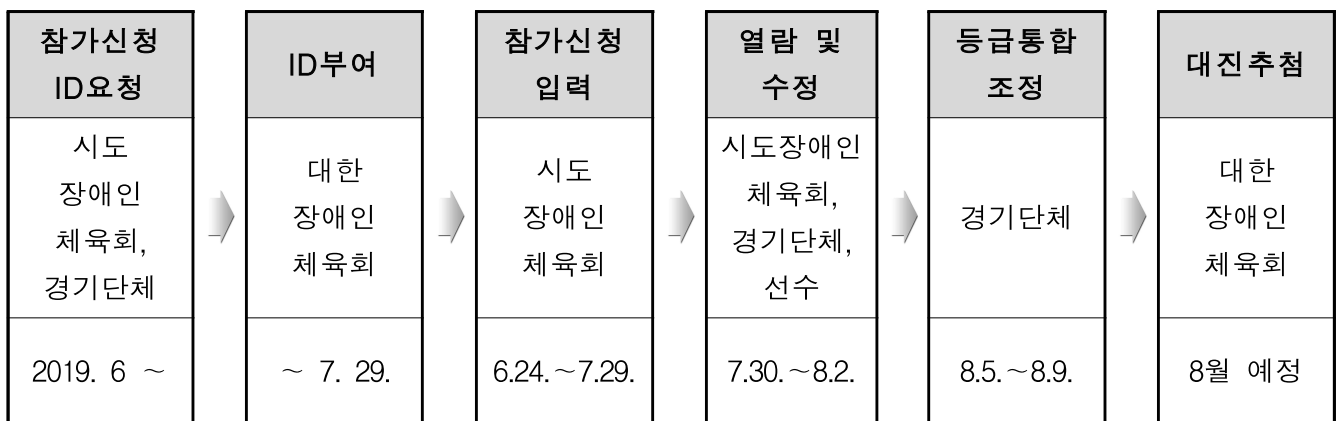 참가신청
ID요청
시도
장애인
체육회,
경기단체
2019. 6 ~
ID부여
대한
장애인
체육회
~ 7. 29.
참가신청
입력
시도
장애인
체육회
6.24.~7.29.
열람 및
수정
시도장애인
체육회,
경기단체,
선수
7.30.~8.2.
등급통합
조정
경기단체
8.5.~8.9.
대진추첨
대한
장애인
체육회
8월 예정